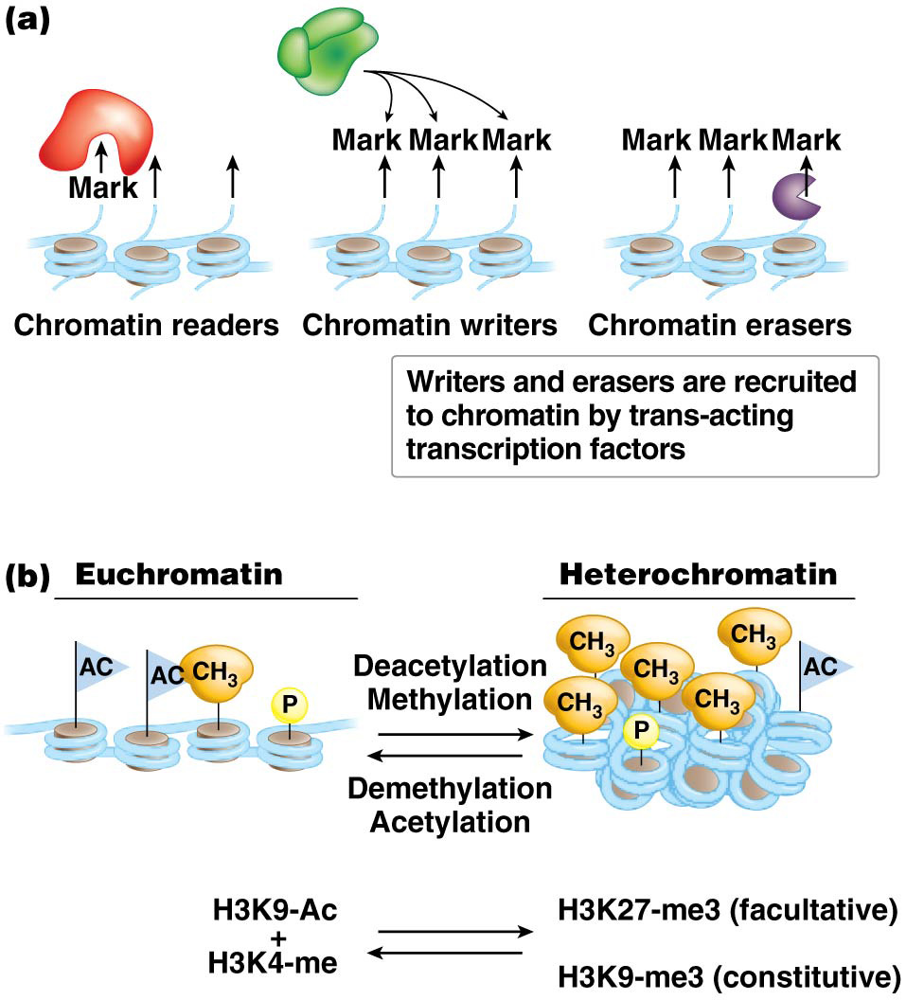 (a)
Mark
Mark Mark Mark
Mark Mark Mark
Chromatin readers
Chromatin writers
Chromatin erasers
Writers and erasers are recruited
to chromatin by trans-acting
transcription factors
(b)
Euchromatin
Heterochromatin
AC
AC
CH3
P
Deacetylation
Methylation
Demethylation
Acetylation
CH3
CH3
CH3
CH3
CH3
P
AC
H3K9-Ac
+
H3K4-me
H3K27-me3 (facultative)
H3K9-me3 (constitutive)